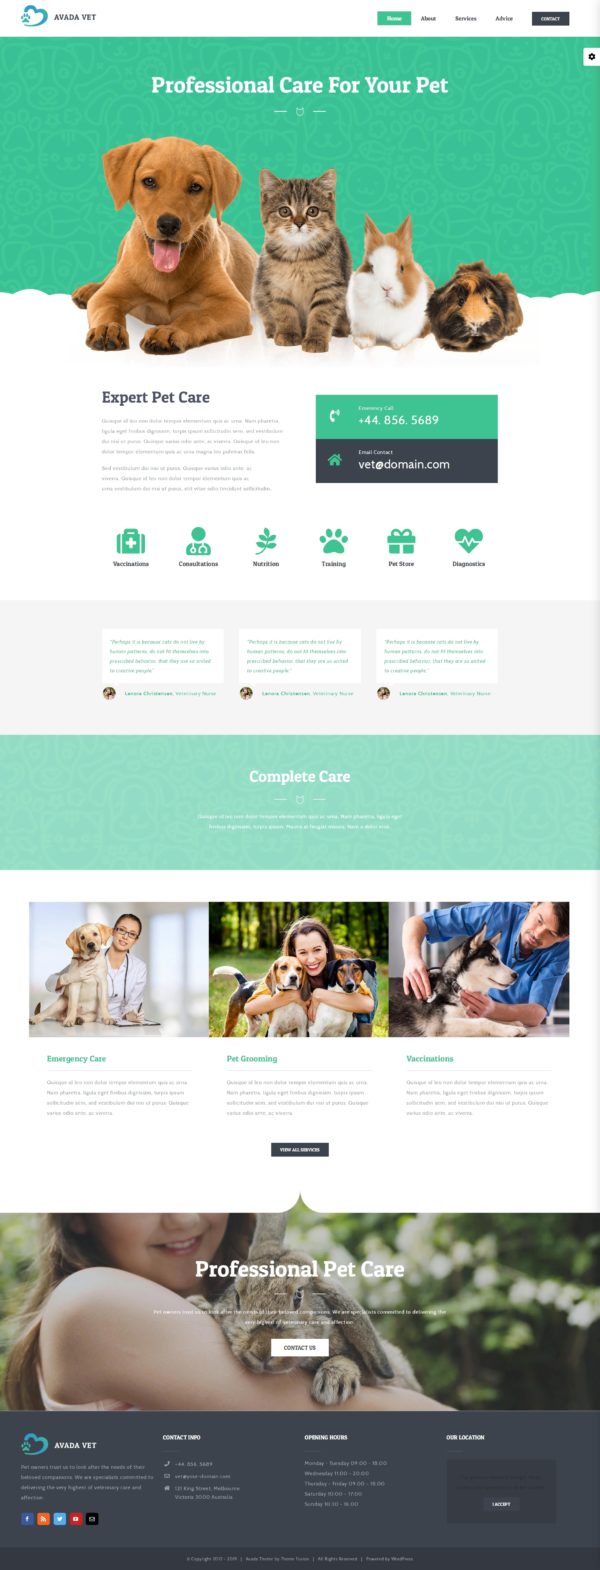 AVADA VET
Home
About
Services
Advice
CONTACT
Professional Care For Your Pet
Expert Pet Care
Quisque id leo non dolor tempus elementum quis ac urna. Nam pharetra,
ligula eget finibus dignissim, turpis ipsum sollicitudin sem, sed vestibulum
dui nisi ut purus. Quisque varius odio ante, ac viverra. Quisque id leo non
dolor tempor elementum quis ac urna magna leo pulvinar felis.
Sed vestibulum dui nisi ut purus. Quisque varius odio ante, ac
viverra. Quisque id leo non dolor tempor elementum quis ac
urna vestibulum dui nisi ut purus, elit vitae odio tincidunt sollicitudin.
Emergency Call
+44. 856. 5689
Email Contact
vet@domain.com
Vaccinations
Consultations
Nutrition
Training
Pet Store
Diagnostics
"Perhaps it is because cats do not live by
human patterns, do not fit themselves into
prescribed behavior, that they are so united
to creative people."
Lenora Christensen, Veterinary Nurse
"Perhaps it is because cats do not live by
human patterns, do not fit themselves into
prescribed behavior, that they are so united
to creative people."
Lenora Christensen, Veterinary Nurse
"Perhaps it is because cats do not live by
human patterns, do not fit themselves into
prescribed behavior, that they are so united
to creative people."
Lenora Christensen, Veterinary Nurse
Complete Care
Quisque id leo non dolor tempus elementum quis ac urna. Nam pharetra, ligula eget
finibus dignissim, turpis ipsum. Mauris at feugiat massa. Nam a dolor eros.
Emergency Care
Quisque id leo non dolor tempor elementum quis ac urna.
Nam pharetra, ligula eget finibus dignissim, turpis ipsum
sollicitudin sem, sed vestibulum dui nisi ut purus. Quisque
varius odio ante, ac viverra.
Pet Grooming
Quisque id leo non dolor tempor elementum quis ac urna.
Nam pharetra, ligula eget finibus dignissim, turpis ipsum
sollicitudin sem, sed vestibulum dui nisi ut purus. Quisque
varius odio ante, ac viverra.
Vaccinations
Quisque id leo non dolor tempor elementum quis ac urna.
Nam pharetra, ligula eget finibus dignissim, turpis ipsum
sollicitudin sem, sed vestibulum dui nisi ut purus. Quisque
varius odio ante, ac viverra.
VIEW ALL SERVICES
Professional Pet Care
Pet owners trust us to look after the needs of their beloved companions. We are specialists committed to delivering the
very highest of veterinary care and affection.
CONTACT US
AVADA VET
Pet owners trust us to look after the needs of their
beloved companions. We are specialists committed to
delivering the very highest of veterinary care and
affection.
CONTACT INFO
+44. 856. 5689
vet@your-domain.com
121 King Street, Melbourne
Victoria 3000 Australia
OPENING HOURS
Monday - Tuesday 09:00 - 18:00
Wednesday 11:00 - 20:00
Thursday - Friday 09:00 - 18:00
Saturday 10:00 - 17:00
Sunday 10:30 - 16:00
OUR LOCATION
I ACCEPT
© Copyright 2012 - 2019 | Avada Theme by Theme Fusion | All Rights Reserved | Powered by WordPress